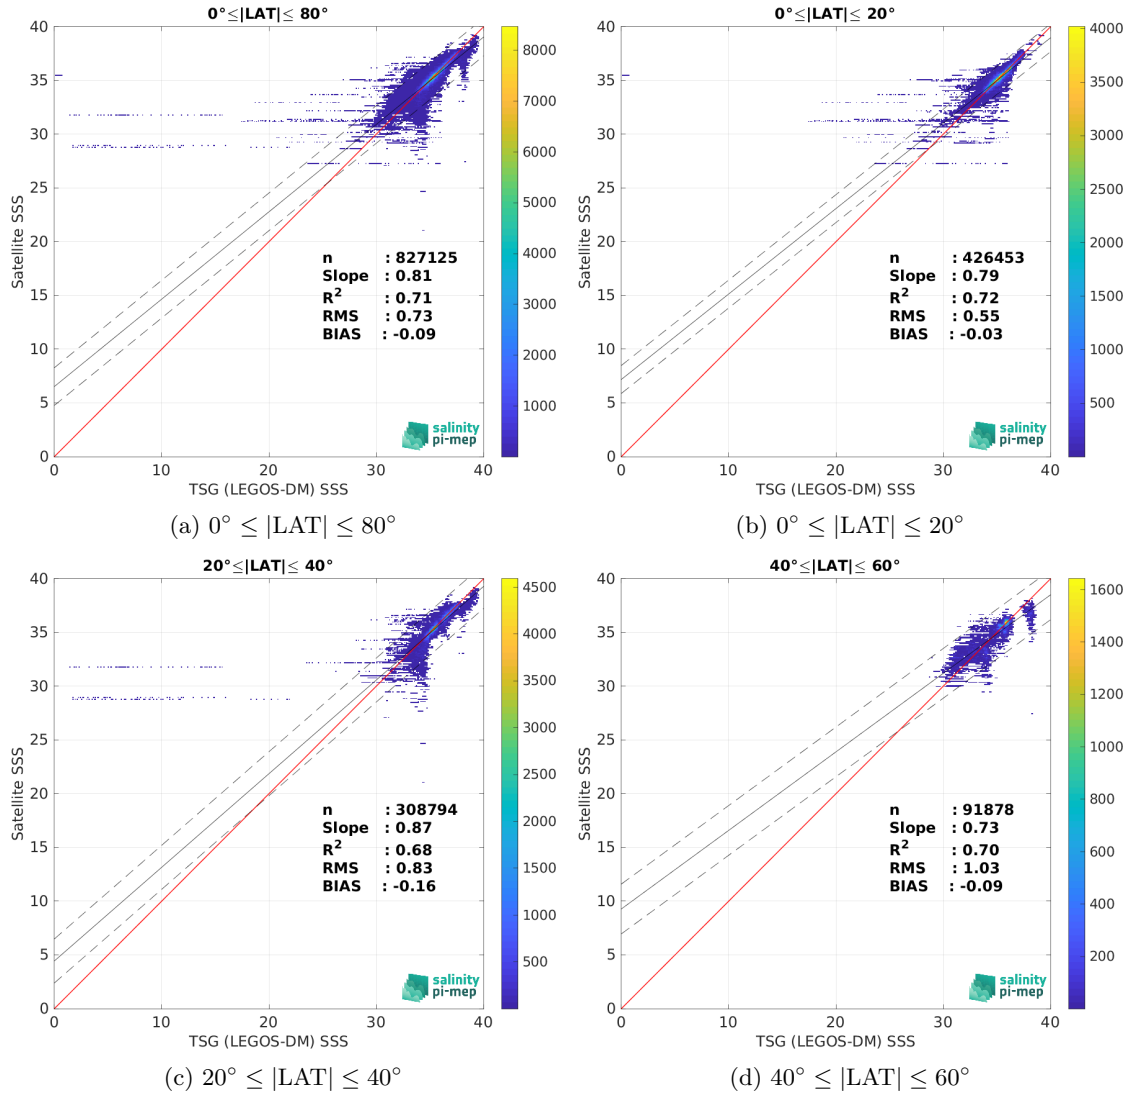 0°≤|LAT|≤ 80°
40
35
30
25
20
15
10
5
0
Satellite SSS
n : 827125
Slope : 0.81
R² : 0.71
RMS : 0.73
BIAS : -0.09
salinity
pi-mep
0 10 20 30 40
TSG (LEGOS-DM) SSS
8000
7000
6000
5000
4000
3000
2000
1000
(a) 0° ≤ |LAT| ≤ 80°
0°≤|LAT|≤ 20°
40
35
30
25
20
15
10
5
0
Satellite SSS
n : 426453
Slope : 0.79
R² : 0.72
RMS : 0.55
BIAS : -0.03
salinity
pi-mep
0 10 20 30 40
TSG (LEGOS-DM) SSS
4000
3500
3000
2500
2000
1500
1000
500
(b) 0° ≤ |LAT| ≤ 20°
20°≤|LAT|≤ 40°
40
35
30
25
20
15
10
5
0
Satellite SSS
n : 308794
Slope : 0.87
R² : 0.68
RMS : 0.83
BIAS : -0.16
salinity
pi-mep
0 10 20 30 40
TSG (LEGOS-DM) SSS
4500
4000
3500
3000
2500
2000
1500
1000
500
(c) 20° ≤ |LAT| ≤ 40°
40°≤|LAT|≤ 60°
40
35
30
25
20
15
10
5
0
Satellite SSS
n : 91878
Slope : 0.73
R² : 0.70
RMS : 1.03
BIAS : -0.09
salinity
pi-mep
0 10 20 30 40
TSG (LEGOS-DM) SSS
1600
1400
1200
1000
800
600
400
200
(d) 40° ≤ |LAT| ≤ 60°